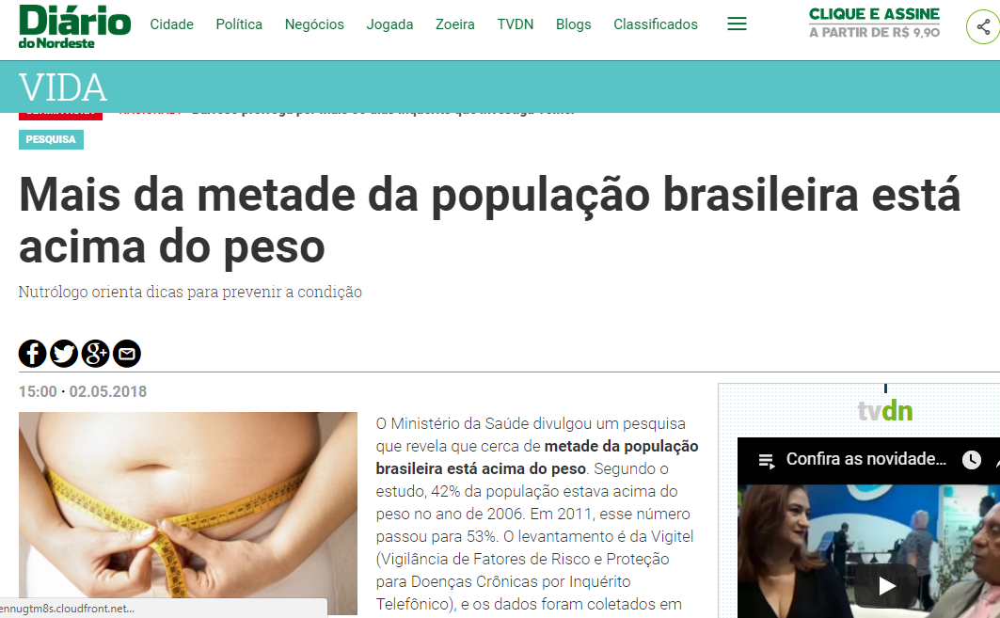 Diário
do Nordeste
Cidade Política Negócios Jogada Zoeira TVDN Blogs Classificados
CLIQUE E ASSINE
A PARTIR DE R$ 9,90
VIDA
PESQUISA
Mais da metade da população brasileira está
acima do peso
Nutrólogo orienta dicas para prevenir a condição
15:00 · 02.05.2018
O Ministério da Saúde divulgou um pesquisa
que revela que cerca de metade da população
brasileira está acima do peso. Segundo o
estudo, 42% da população estava acima do
peso no ano de 2006. Em 2011, esse número
passou para 53%. O levantamento é da Vigitel
(Vigilância de Fatores de Risco e Proteção
para Doenças Crônicas por Inquérito
Telefônico), e os dados foram coletados em
tvdn
Confira as novidade...
ennugtm8s.cloudfront.net...